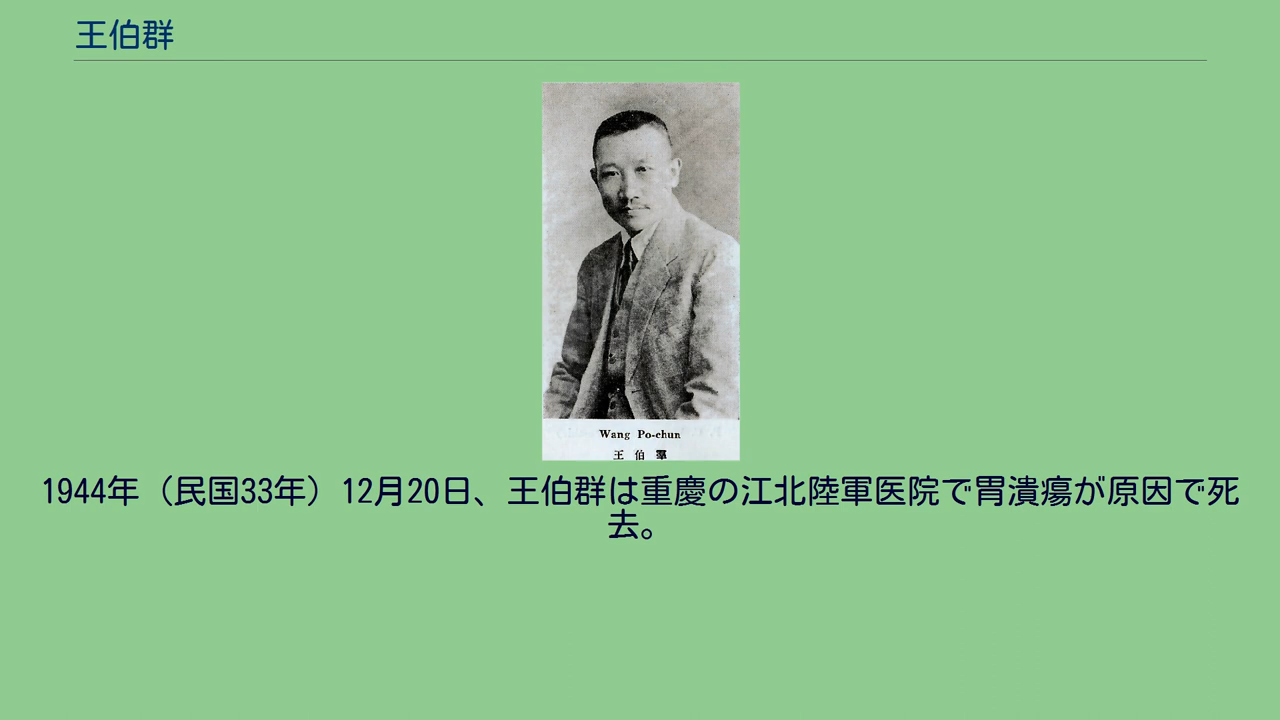 王伯群
Wang Po-chun
王伯羣
1944年（民国33年）12月20日、王伯群は重慶の江北陸軍医院で胃潰瘍が原因で死
去。